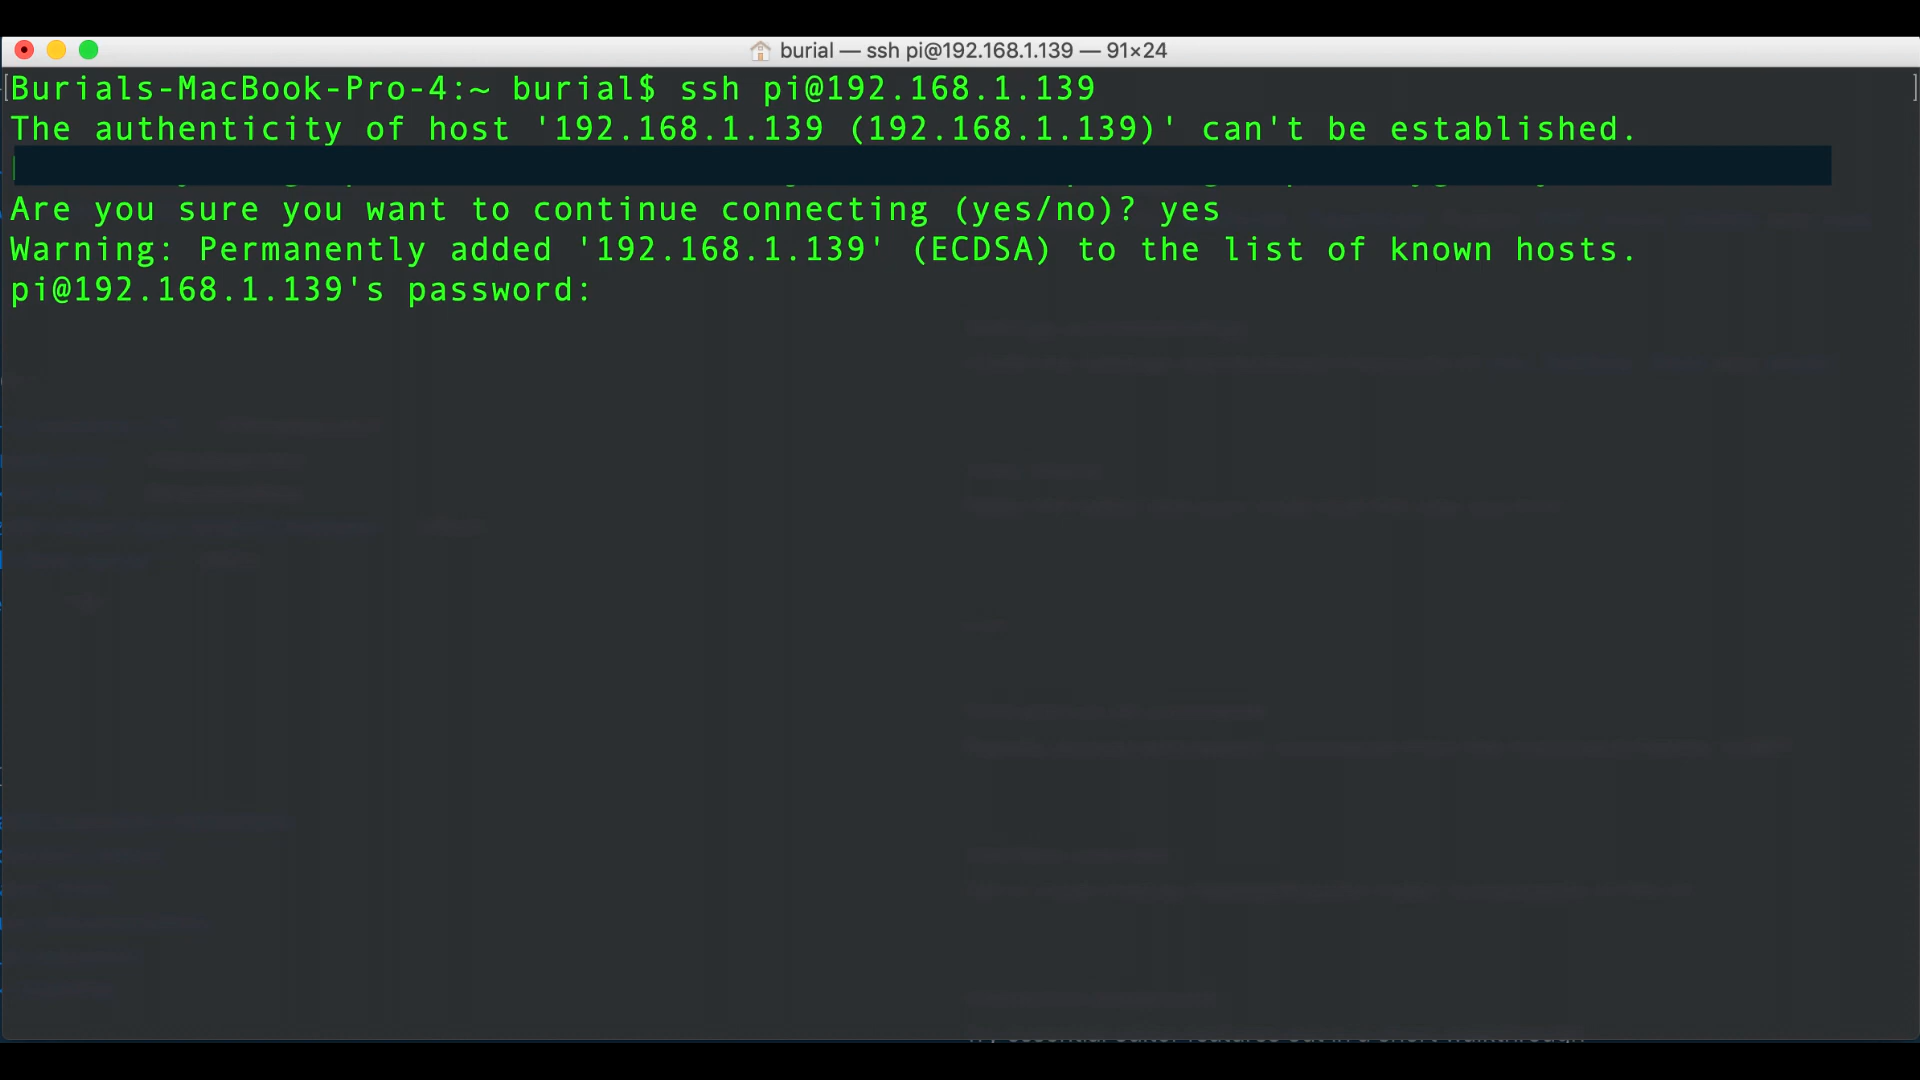 burial — ssh pi@192.168.1.139 — 91×24
Burials-MacBook-Pro-4:~ burial$ ssh pi@192.168.1.139
The authenticity of host '192.168.1.139 (192.168.1.139)' can't be established.
Are you sure you want to continue connecting (yes/no)? yes
Warning: Permanently added '192.168.1.139' (ECDSA) to the list of known hosts.
pi@192.168.1.139's password: